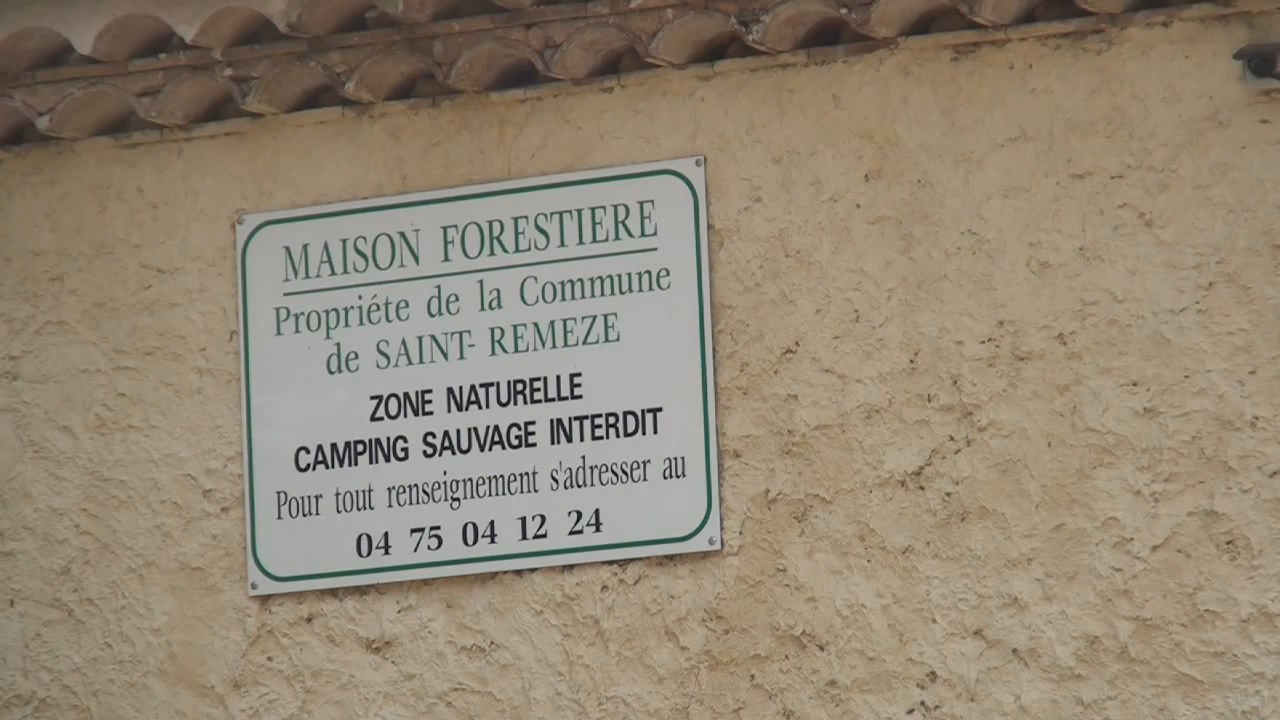 MAISON FORESTIERE
Propriéte de la Commune
de SAINT-REMEZE
ZONE NATURELLE
CAMPING SAUVAGE INTERDIT
Pour tout renseignement s'adresser au
04 75 04 12 24